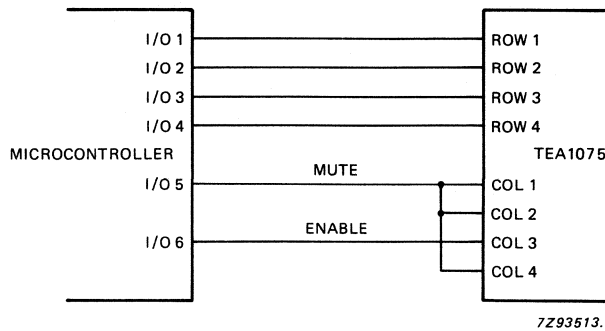 I/O 1 ROW 1
I/O 2 ROW 2
I/O 3 ROW 3
I/O 4 ROW 4
MICROCONTROLLER TEA1075
MUTE
I/O 5 COL 1
COL 2
ENABLE
I/O 6 COL 3
COL 4
7Z93513.